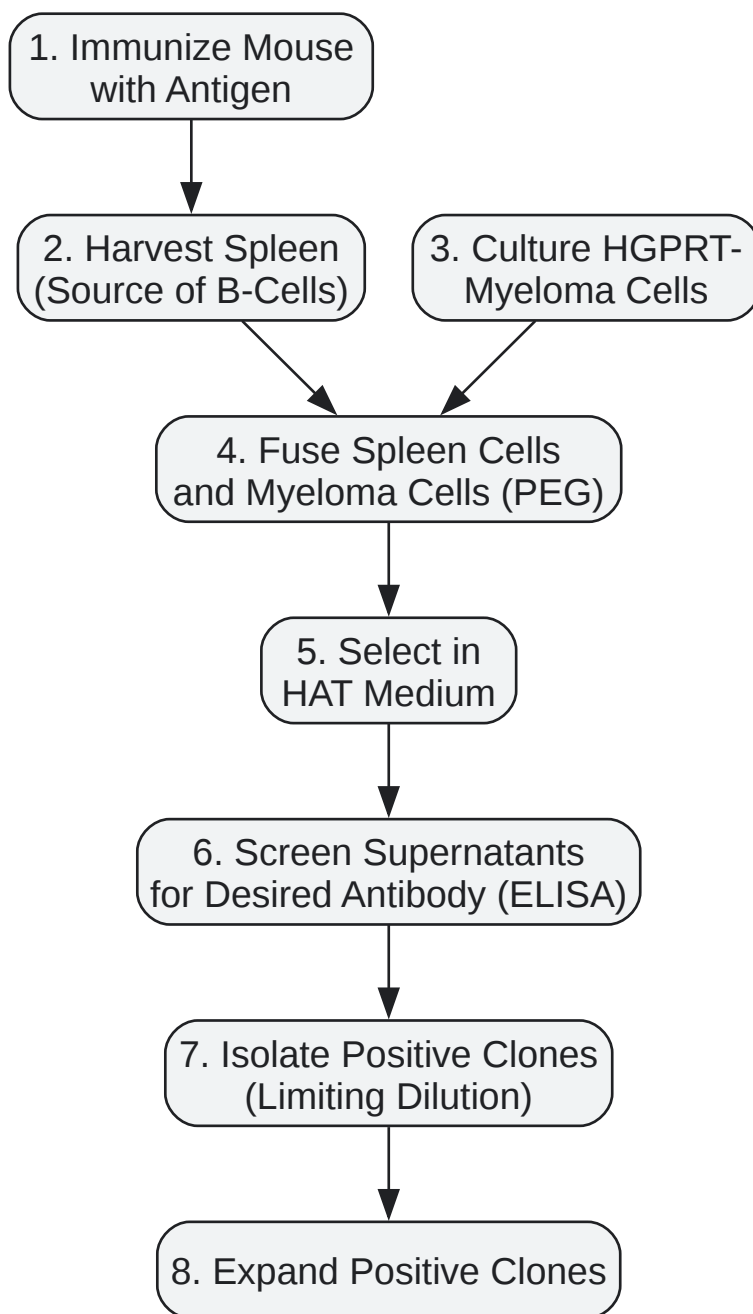 1. Immunize Mouse
with Antigen
2. Harvest Spleen
(Source of B-Cells)
3. Culture HGPRT-
Myeloma Cells
4. Fuse Spleen Cells
and Myeloma Cells (PEG)
5. Select in
HAT Medium
6. Screen Supernatants
for Desired Antibody (ELISA)
7. Isolate Positive Clones
(Limiting Dilution)
8. Expand Positive Clones